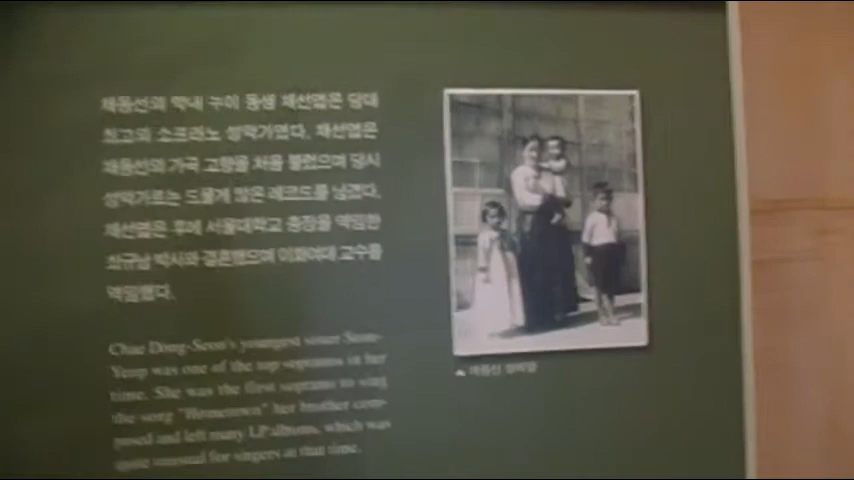 채동선의 막내 누이 동생 채선엽은 당대
최고의 소프라노 성악가였다. 채선엽은
채동선의 가곡 고향을 처음 불렀으며 당시
성악가로는 드물게 많은 레코드를 남겼다.
채선엽은 후에 서울대학교 총장을 역임한
최규남 박사와 결혼했으며 이화여대 교수를
역임했다.
Chae Dong-Seon's youngest sister Seon-
Yeop was one of the top sopranos in her
time. She was the first soprano to sing
the song "Hometown" her brother com-
posed and left many LP albums, which was
quite unusual for singers at that time.
채동선